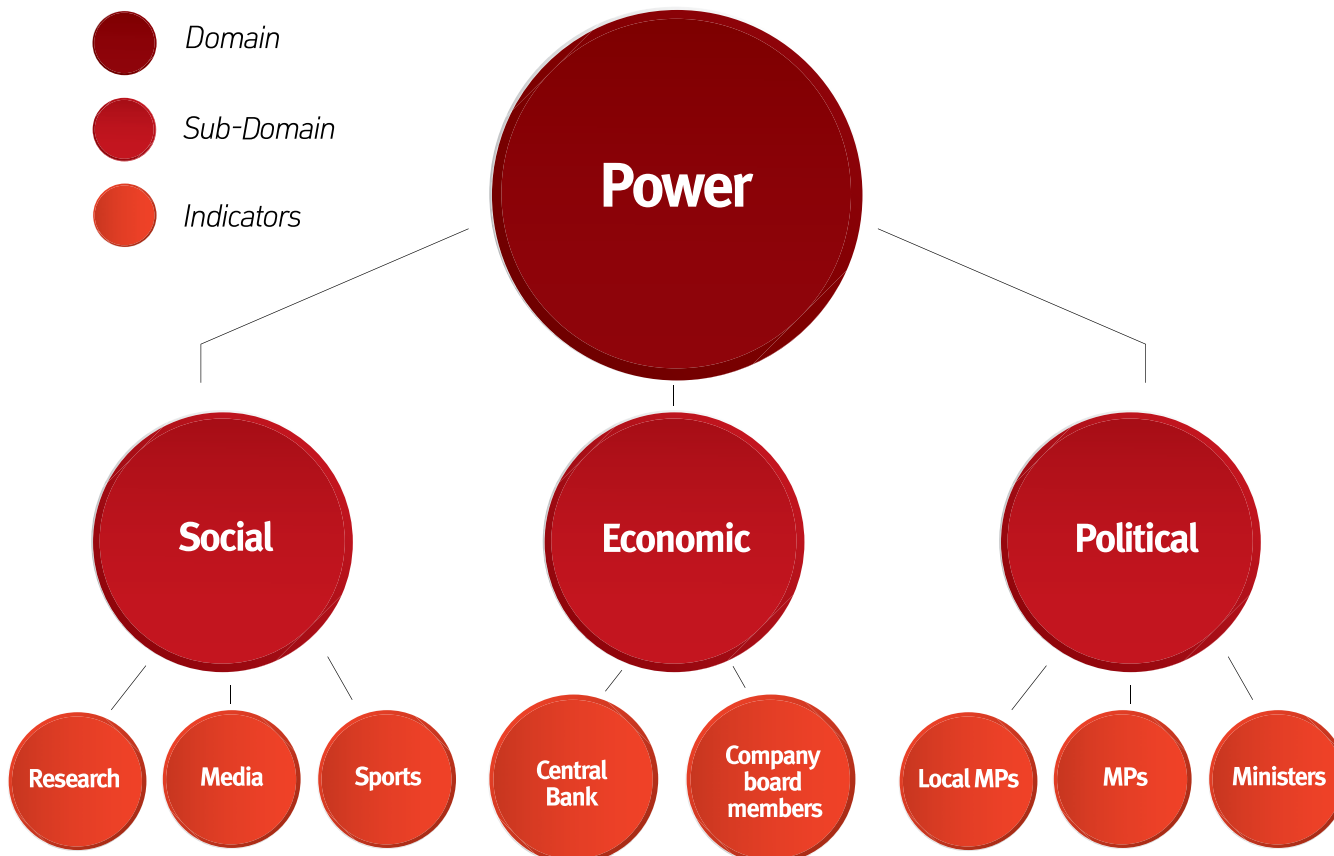 Domain
Sub-Domain
Indicators
Power
Social
Economic
Political
Research
Media
Sports
Central
Bank
Company
board
members
Local MPs
MPs
Ministers